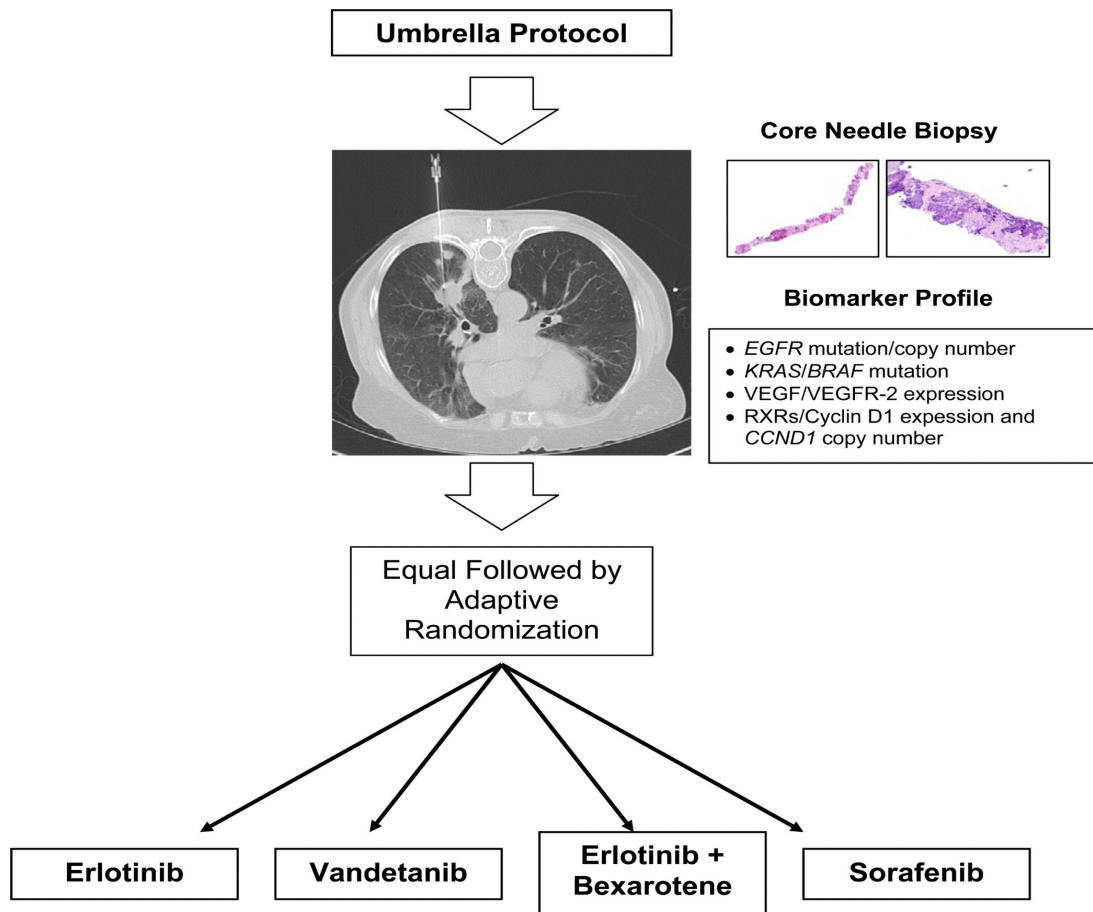 Umbrella Protocol
Core Needle Biopsy
Biomarker Profile
• EGFR mutation/copy number
• KRAS/BRAF mutation
• VEGF/VEGFR-2 expression
• RXRs/Cyclin D1 expession and
CCND1 copy number
Equal Followed by
Adaptive
Randomization
Erlotinib
Vandetanib
Erlotinib +
Bexarotene
Sorafenib